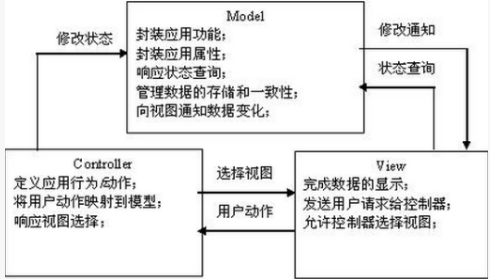 Model
封装应用功能;
封装应用属性;
响应状态查询;
管理数据的存储和一致性;
向视图通知数据变化;
修改状态
修改通知
状态查询
Controller
定义应用行为/动作;
将用户动作映射到模型;
响应视图选择;
选择视图
用户动作
View
完成数据的显示;
发送用户请求给控制器;
允许控制器选择视图;